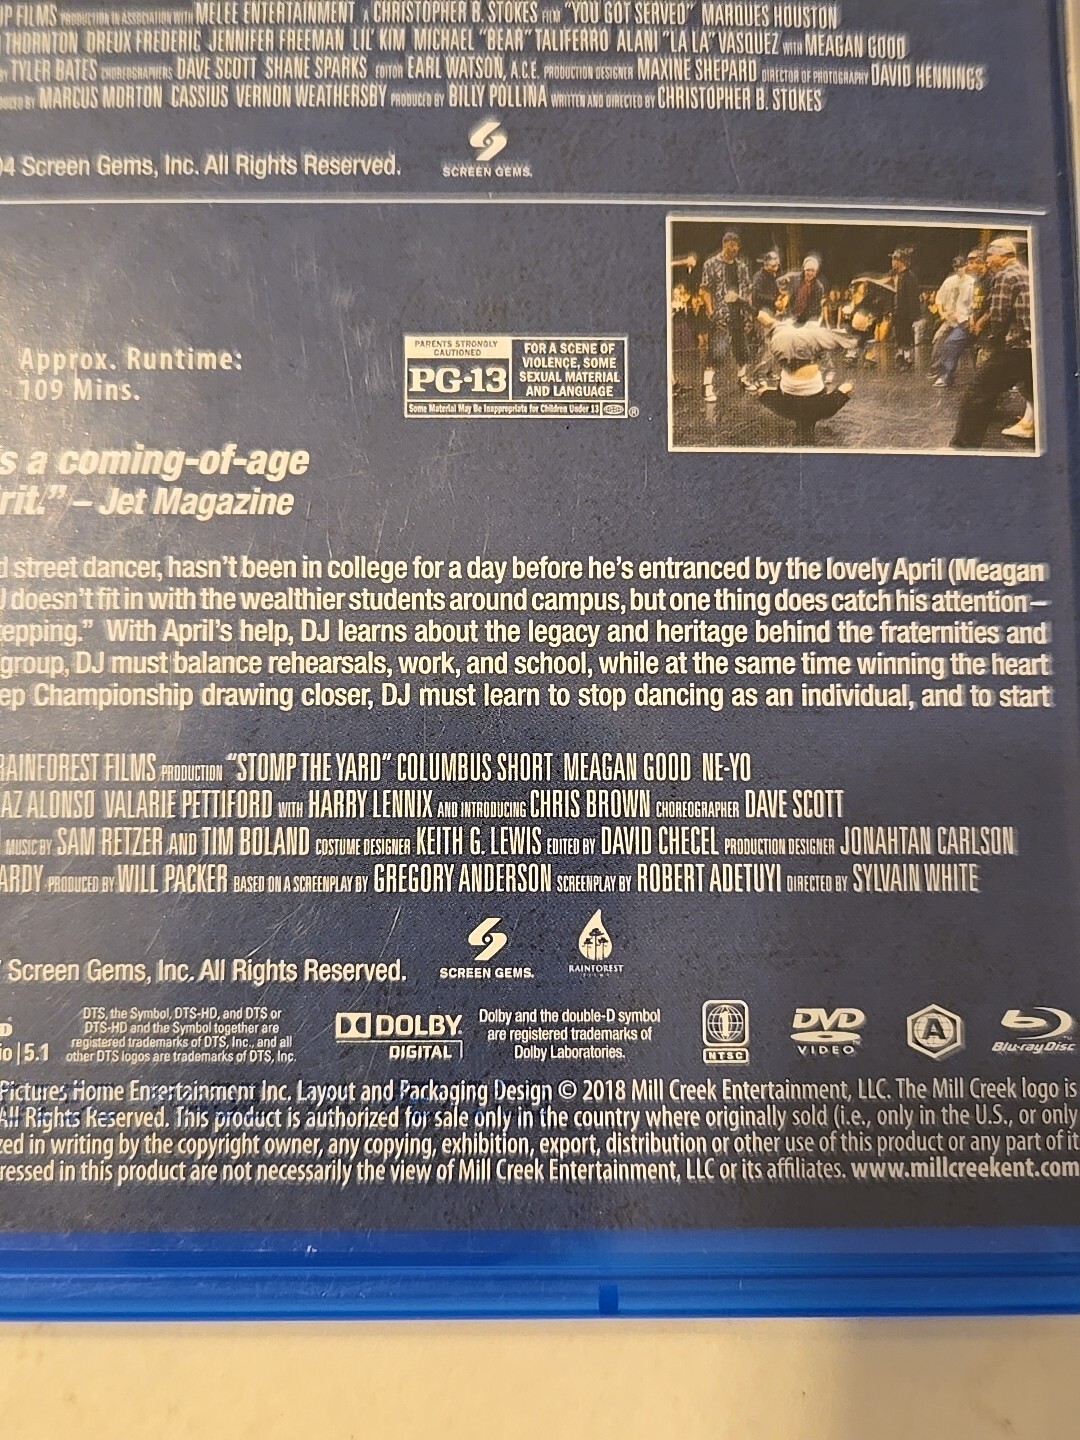 P FILMS PRODUCTION IN ASSOCIATION WITH MELEE ENTERTAINMENT A CHRISTOPHER B. STOKES FILM "YOU GOT SERVED" MARQUES HOUSTON
THORNTON DREUX FREDERIC JENNIFER FREEMAN LIL' KIM MICHAEL "BEAR" TALIFERRO ALANI "LA LA" VASQUEZ WITH MEAGAN GOOD
BY TYLER BATES CHOREOGRAPHERS DAVE SCOTT SHANE SPARKS EDITOR EARL WATSON, A.C.E. PRODUCTION DESIGNER MAXINE SHEPARD DIRECTOR OF PHOTOGRAPHY DAVID HENNINGS
MARCUS MORTON CASSIUS VERNON WEATHERSBY PRODUCED BY BILLY POLLINA WRITTEN AND DIRECTED BY CHRISTOPHER B. STOKES
04 Screen Gems, Inc. All Rights Reserved.
SCREEN GEMS.
Approx. Runtime:
109 Mins.
PARENTS STRONGLY CAUTIONED
PG-13
FOR A SCENE OF
VIOLENCE, SOME
SEXUAL MATERIAL
AND LANGUAGE
Some Material May Be Inappropriate for Children Under 13 ®
s a coming-of-age
rit." – Jet Magazine
d street dancer, hasn't been in college for a day before he's entranced by the lovely April (Meagan
J doesn't fit in with the wealthier students around campus, but one thing does catch his attention—
epping." With April's help, DJ learns about the legacy and heritage behind the fraternities and
group, DJ must balance rehearsals, work, and school, while at the same time winning the heart
ep Championship drawing closer, DJ must learn to stop dancing as an individual, and to start
RAINFOREST FILMS PRODUCTION "STOMP THE YARD" COLUMBUS SHORT MEAGAN GOOD NE-YO
AZ ALONSO VALARIE PETTIFORD WITH HARRY LENNIX AND INTRODUCING CHRIS BROWN CHOREOGRAPHER DAVE SCOTT
MUSIC BY SAM RETZER AND TIM BOLAND COSTUME DESIGNER KEITH G. LEWIS EDITED BY DAVID CHECEL PRODUCTION DESIGNER JONAHTAN CARLSON
ARDY PRODUCED BY WILL PACKER BASED ON A SCREENPLAY BY GREGORY ANDERSON SCREENPLAY BY ROBERT ADETUYI DIRECTED BY SYLVAIN WHITE
7 Screen Gems, Inc. All Rights Reserved.
SCREEN GEMS.
RAINFOREST
FILMS
io | 5.1
DTS, the Symbol, DTS-HD, and DTS or
DTS-HD and the Symbol together are
registered trademarks of DTS, Inc., and all
other DTS logos are trademarks of DTS, Inc.
DOLBY
DIGITAL
Dolby and the double-D symbol
are registered trademarks of
Dolby Laboratories.
1
NTSC
DVD
VIDEO
A
Blu-ray Disc
Pictures Home Entertainment Inc. Layout and Packaging Design © 2018 Mill Creek Entertainment, LLC. The Mill Creek logo is
All Rights Reserved. This product is authorized for sale only in the country where originally sold (i.e., only in the U.S., or only
zed in writing by the copyright owner, any copying, exhibition, export, distribution or other use of this product or any part of it
ressed in this product are not necessarily the view of Mill Creek Entertainment, LLC or its affiliates. www.millcreekent.com